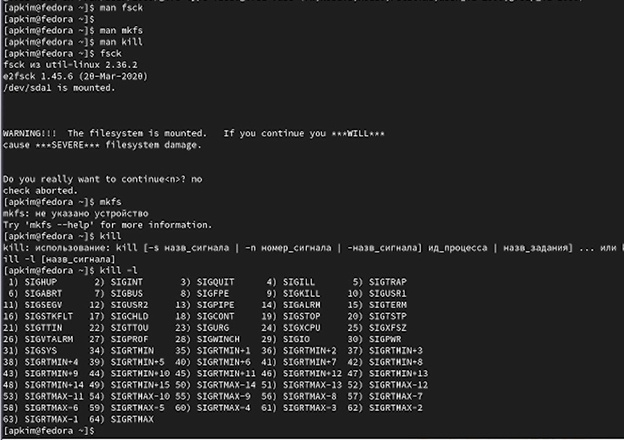 [apkim@fedora ~]$ man fsck
[apkim@fedora ~]$
[apkim@fedora ~]$ man mkfs
[apkim@fedora ~]$ man kill
[apkim@fedora ~]$ fsck
fsck из util-linux 2.36.2
e2fsck 1.45.6 (20-Mar-2020)
/dev/sda1 is mounted.
WARNING!!!  The filesystem is mounted.   If you continue you ***WILL***
cause ***SEVERE*** filesystem damage.
Do you really want to continue<n>? no
check aborted.
[apkim@fedora ~]$ mkfs
mkfs: не указано устройство
Try 'mkfs --help' for more information.
[apkim@fedora ~]$ kill
kill: использование: kill [-s назв_сигнала | -n номер_сигнала | -назв_сигнала] ид_процесса | назв_задания] ... или k
ill -l [назв_сигнала]
[apkim@fedora ~]$ kill -l
 1) SIGHUP	 2) SIGINT	 3) SIGQUIT	 4) SIGILL	 5) SIGTRAP
 6) SIGABRT	 7) SIGBUS	 8) SIGFPE	 9) SIGKILL	10) SIGUSR1
11) SIGSEGV	12) SIGUSR2	13) SIGPIPE	14) SIGALRM	15) SIGTERM
16) SIGSTKFLT	17) SIGCHLD	18) SIGCONT	19) SIGSTOP	20) SIGTSTP
21) SIGTTIN	22) SIGTTOU	23) SIGURG	24) SIGXCPU	25) SIGXFSZ
26) SIGVTALRM	27) SIGPROF	28) SIGWINCH	29) SIGIO	30) SIGPWR
31) SIGSYS	34) SIGRTMIN	35) SIGRTMIN+1	36) SIGRTMIN+2	37) SIGRTMIN+3
38) SIGRTMIN+4	39) SIGRTMIN+5	40) SIGRTMIN+6	41) SIGRTMIN+7	42) SIGRTMIN+8
43) SIGRTMIN+9	44) SIGRTMIN+10	45) SIGRTMIN+11	46) SIGRTMIN+12	47) SIGRTMIN+13
48) SIGRTMIN+14	49) SIGRTMIN+15	50) SIGRTMAX-14	51) SIGRTMAX-13	52) SIGRTMAX-12
53) SIGRTMAX-11	54) SIGRTMAX-10	55) SIGRTMAX-9	56) SIGRTMAX-8	57) SIGRTMAX-7
58) SIGRTMAX-6	59) SIGRTMAX-5	60) SIGRTMAX-4	61) SIGRTMAX-3	62) SIGRTMAX-2
63) SIGRTMAX-1	64) SIGRTMAX
[apkim@fedora ~]$